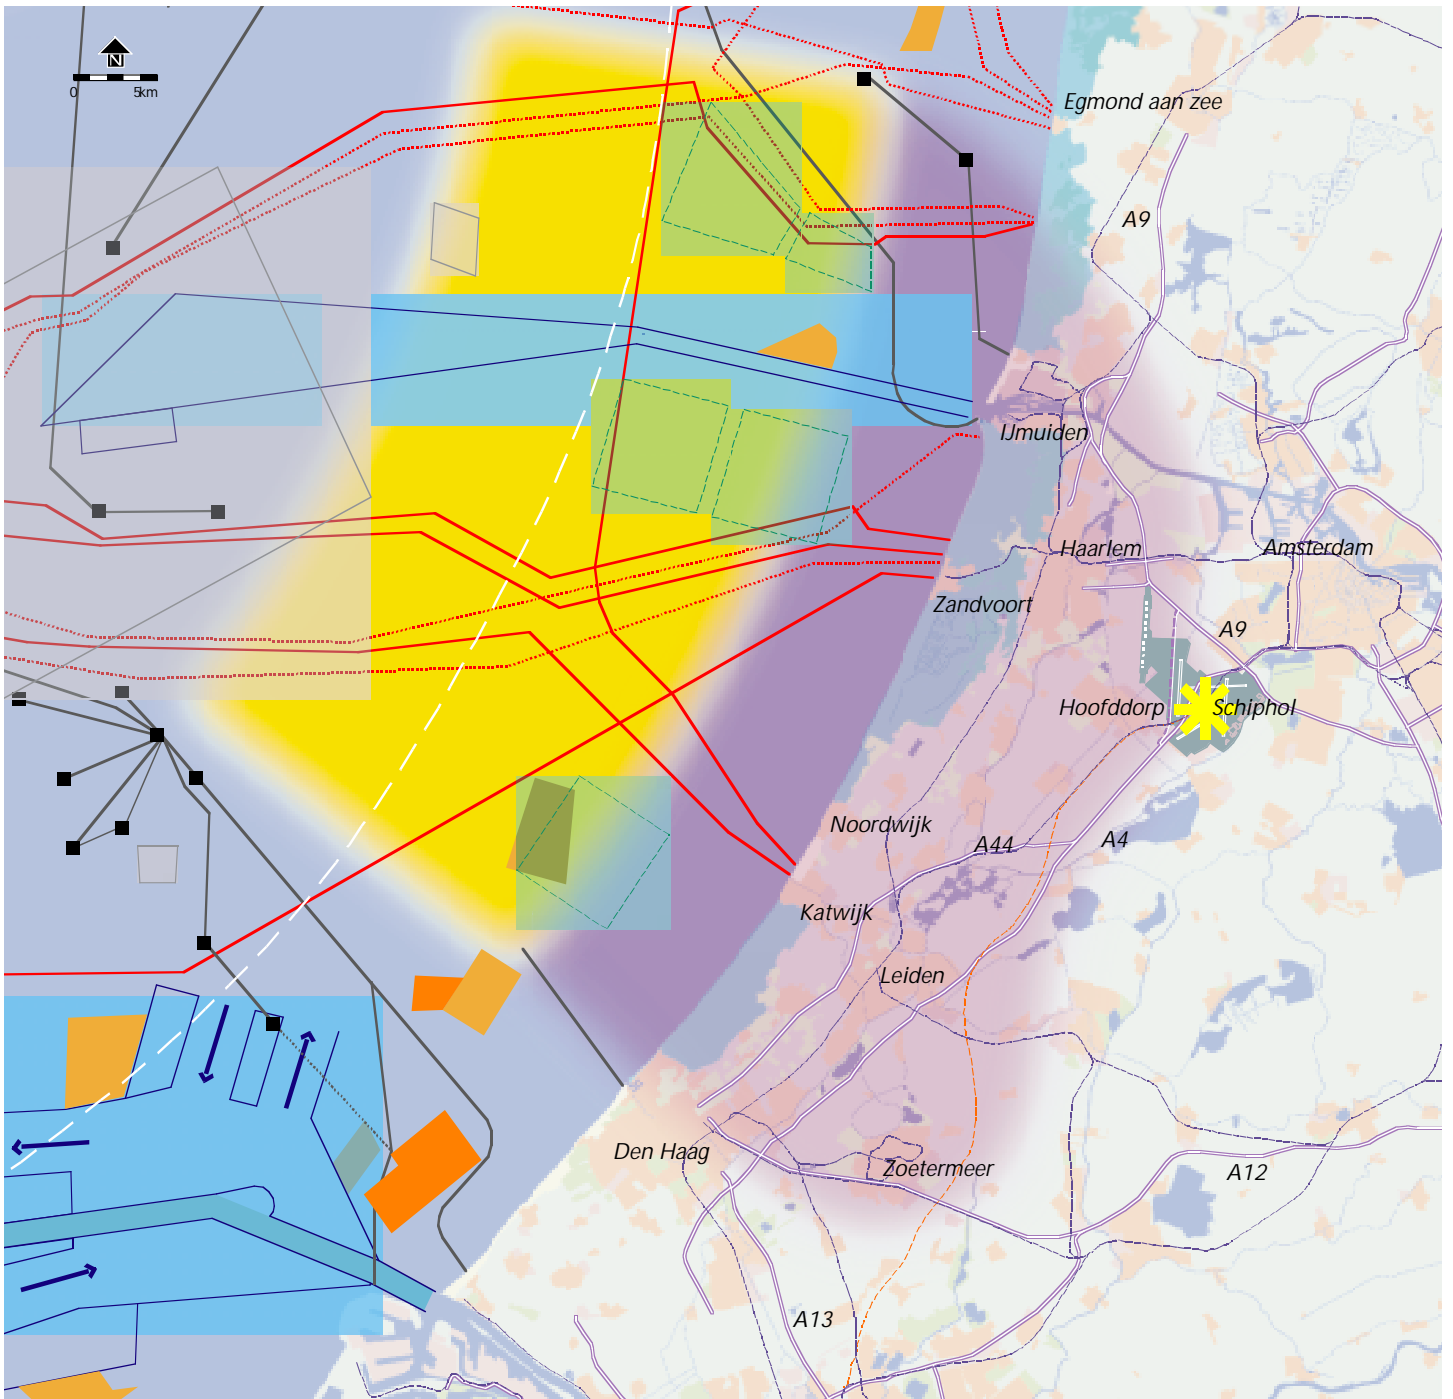 N
0 5km
Egmond aan zee
A9
IJmuiden
Haarlem
Amsterdam
Zandvoort
A9
Hoofddorp
Schiphol
Noordwijk
A44
A4
Katwijk
Leiden
Den Haag
Zoetermeer
A12
A13